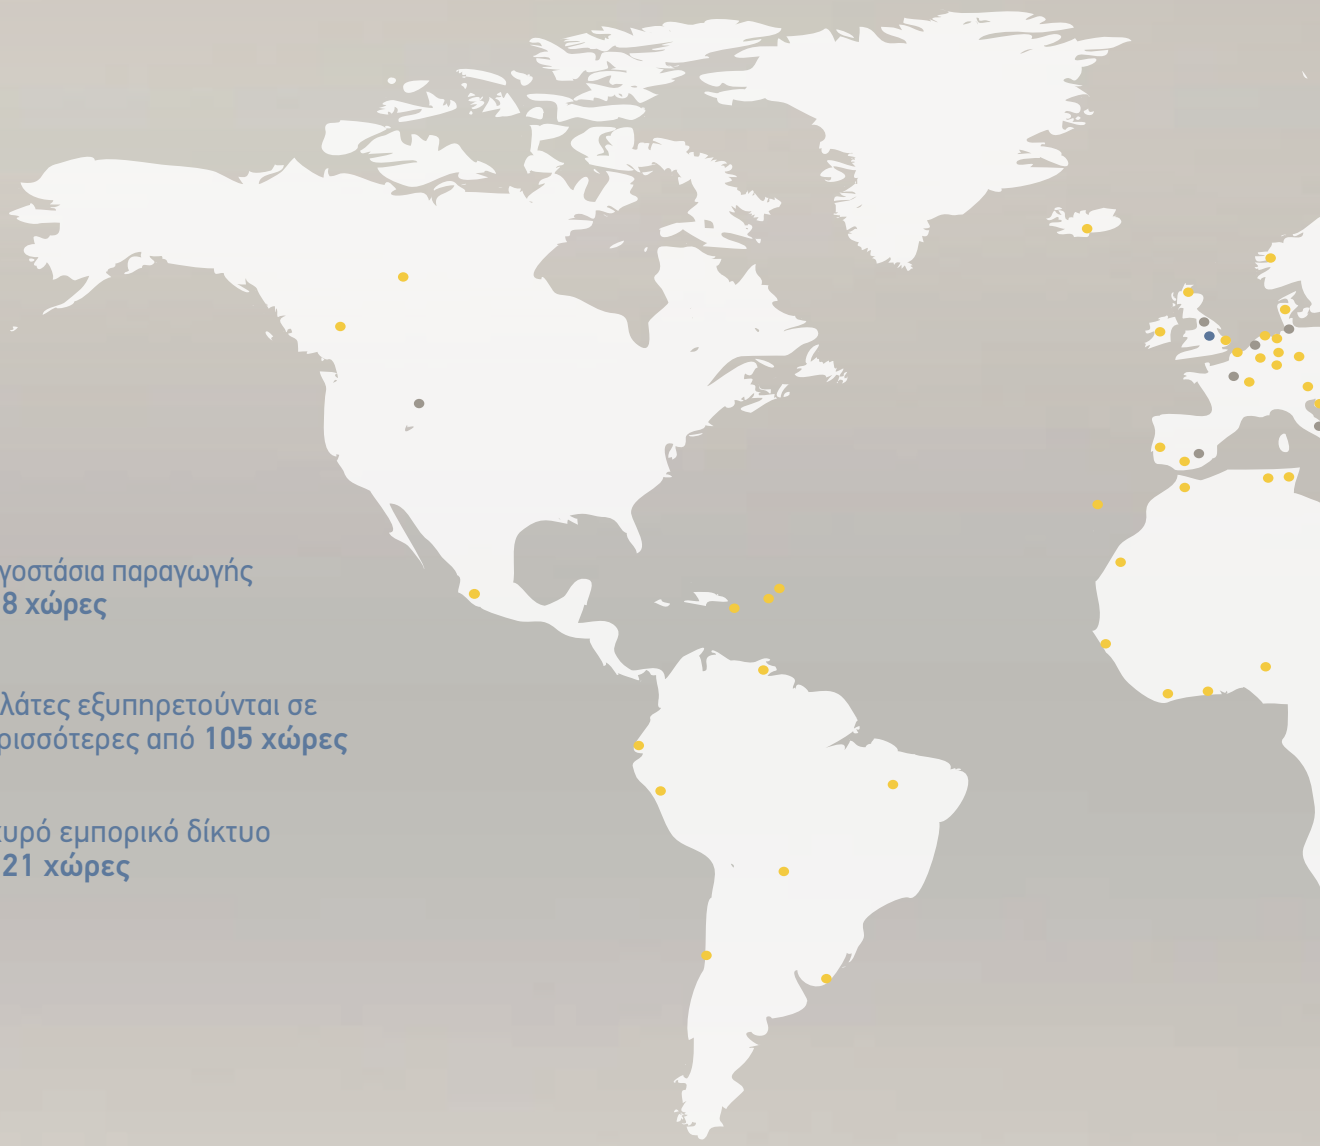 γοστάσια παραγωγής
8 χώρες
λάτες εξυπηρετούνται σε
ρισσότερες από 105 χώρες
υρό εμπορικό δίκτυο
21 χώρες